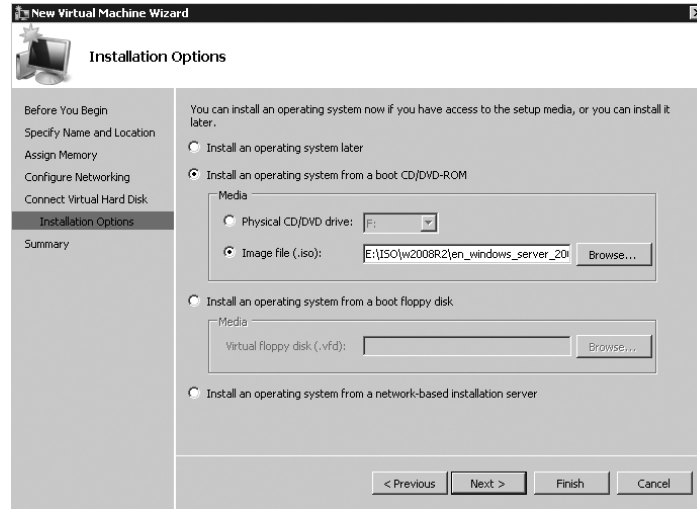 New Virtual Machine Wizard
Installation Options
Before You Begin
Specify Name and Location
Assign Memory
Configure Networking
Connect Virtual Hard Disk
Installation Options
Summary
You can install an operating system now if you have access to the setup media, or you can install it
later.
Install an operating system later
Install an operating system from a boot CD/DVD-ROM
Media
Physical CD/DVD drive: F:
Image file (.iso): E:\ISO\w2008R2\en_windows_server_20 Browse...
Install an operating system from a boot floppy disk
Media
Virtual floppy disk (.vfd): Browse...
Install an operating system from a network-based installation server
< Previous Next > Finish Cancel